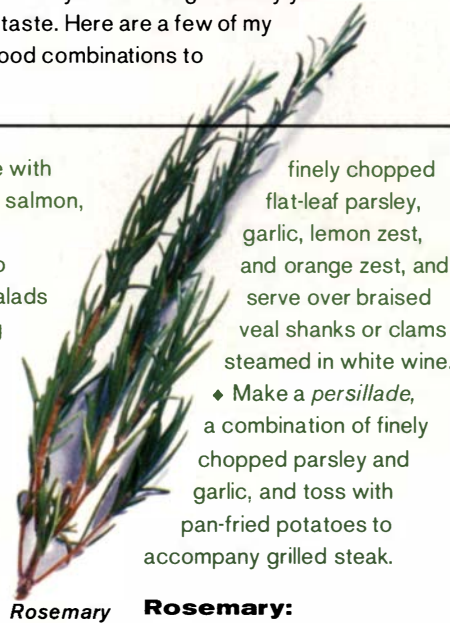 taste. Here are a few of my
ood combinations to
with
salmon,
alads
finely chopped
flat-leaf parsley,
garlic, lemon zest,
and orange zest, and
serve over braised
veal shanks or clams
steamed in white wine.
◆ Make a persillade,
a combination of finely
chopped parsley and
garlic, and toss with
pan-fried potatoes to
accompany grilled steak.
Rosemary
Rosemary: